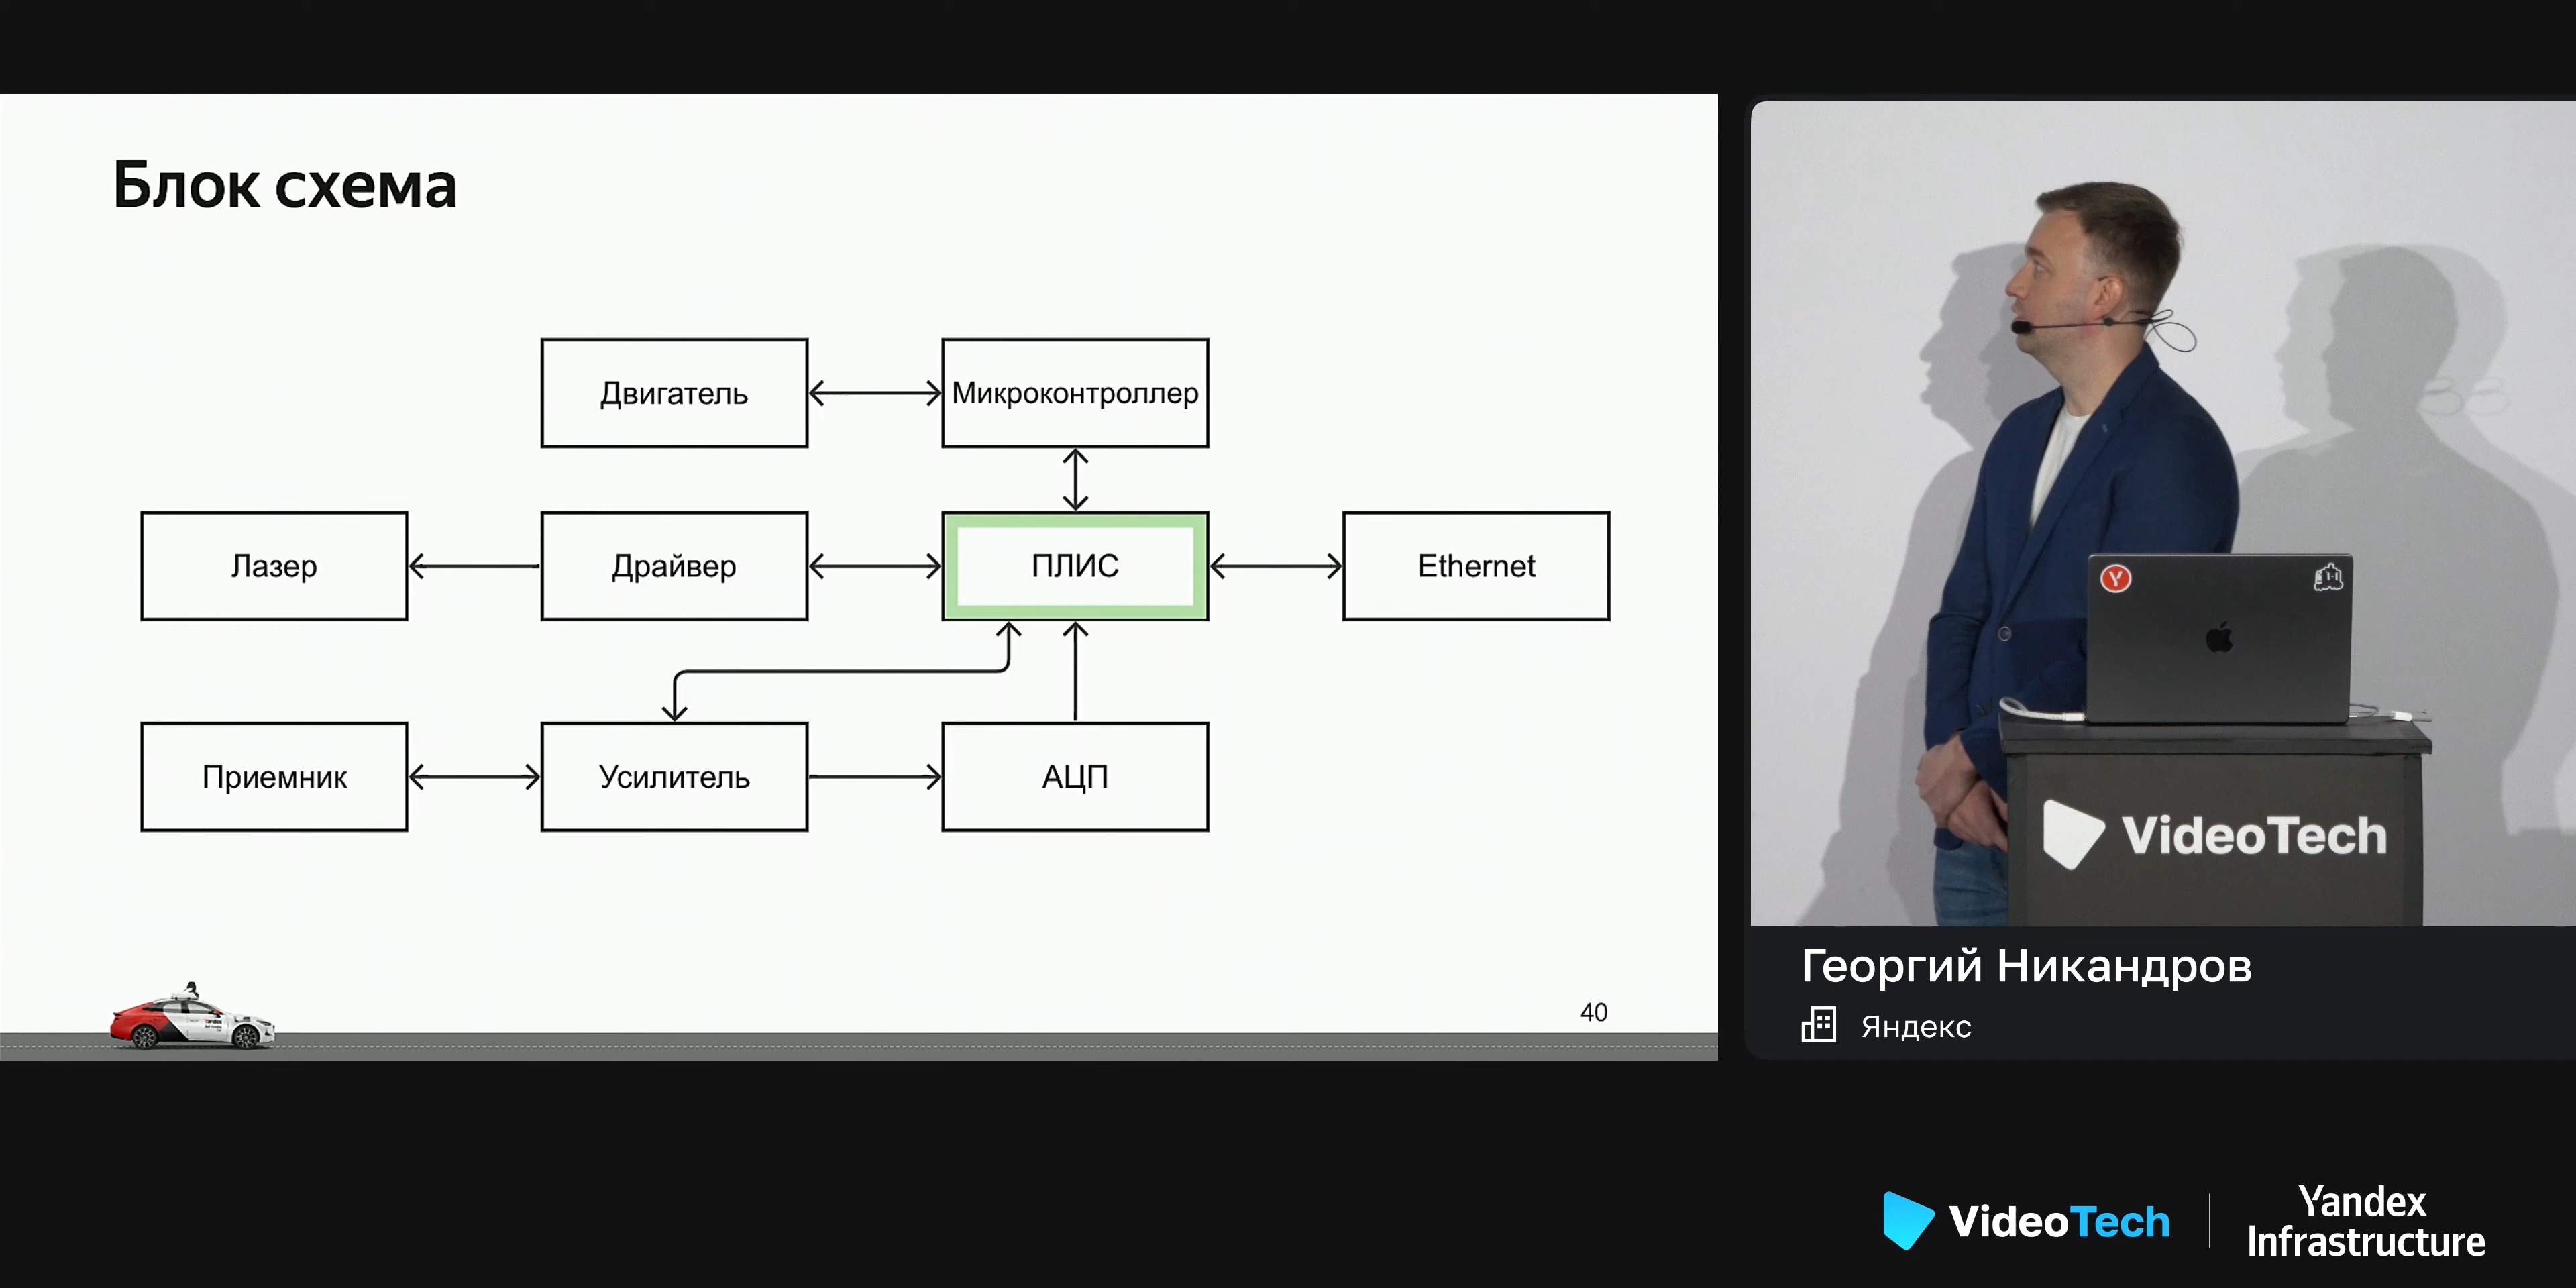 Блок схема
Двигатель
Микроконтроллер
Лазер
Драйвер
ПЛИС
Ethernet
Приемник
Усилитель
АЦП
40
VideoTech
Георгий Никандров
Яндекс
VideoTech
Yandex
Infrastructure